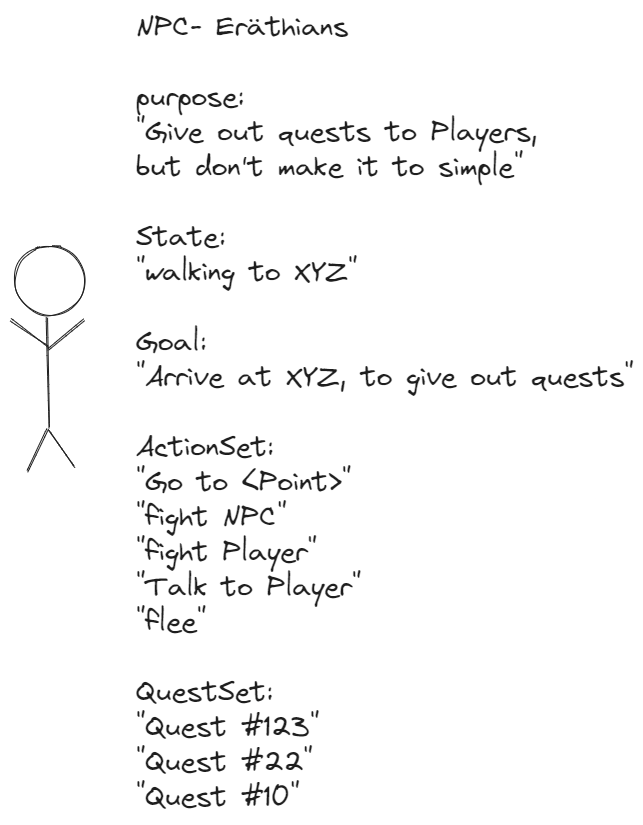 NPC- Eräthians
purpose:
"Give out quests to Players,
but don't make it to simple"
State:
"walking to XYZ"
Goal:
"Arrive at XYZ, to give out quests"
ActionSet:
"Go to <Point>"
"fight NPC"
"fight Player"
"Talk to Player"
"flee"
QuestSet:
"Quest #123"
"Quest #22"
"Quest #10"